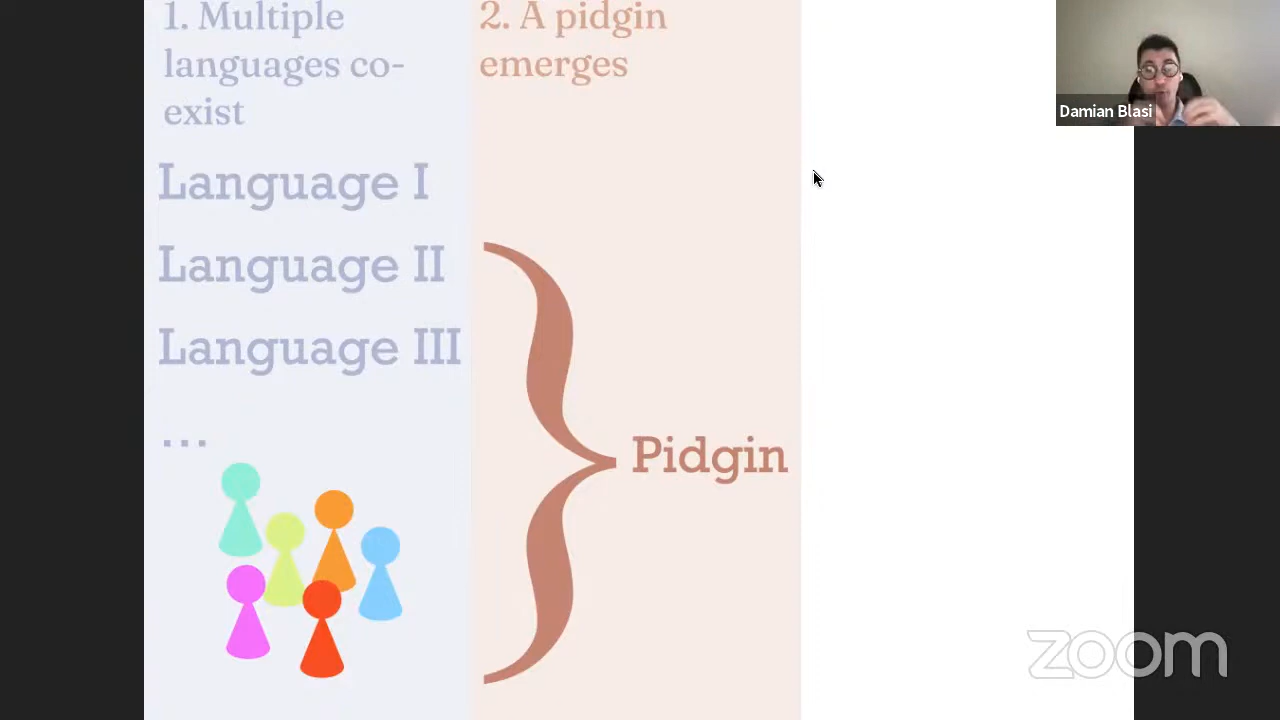 1. Multiple
languages co-
exist
Language I
Language II
Language III
...
2. A pidgin
emerges
Pidgin
Damian Blasi
zoom